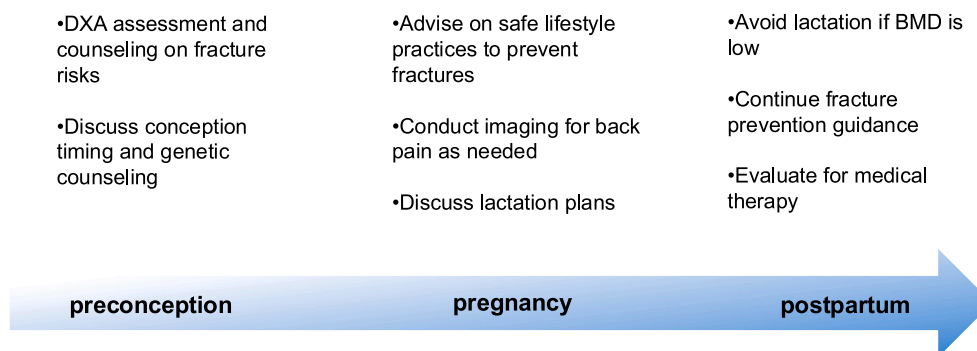 •DXA assessment and
counseling on fracture
risks
•Discuss conception
timing and genetic
counseling
•Advise on safe lifestyle
practices to prevent
fractures
•Conduct imaging for back
pain as needed
•Discuss lactation plans
•Avoid lactation if BMD is
low
•Continue fracture
prevention guidance
•Evaluate for medical
therapy
preconception
pregnancy
postpartum